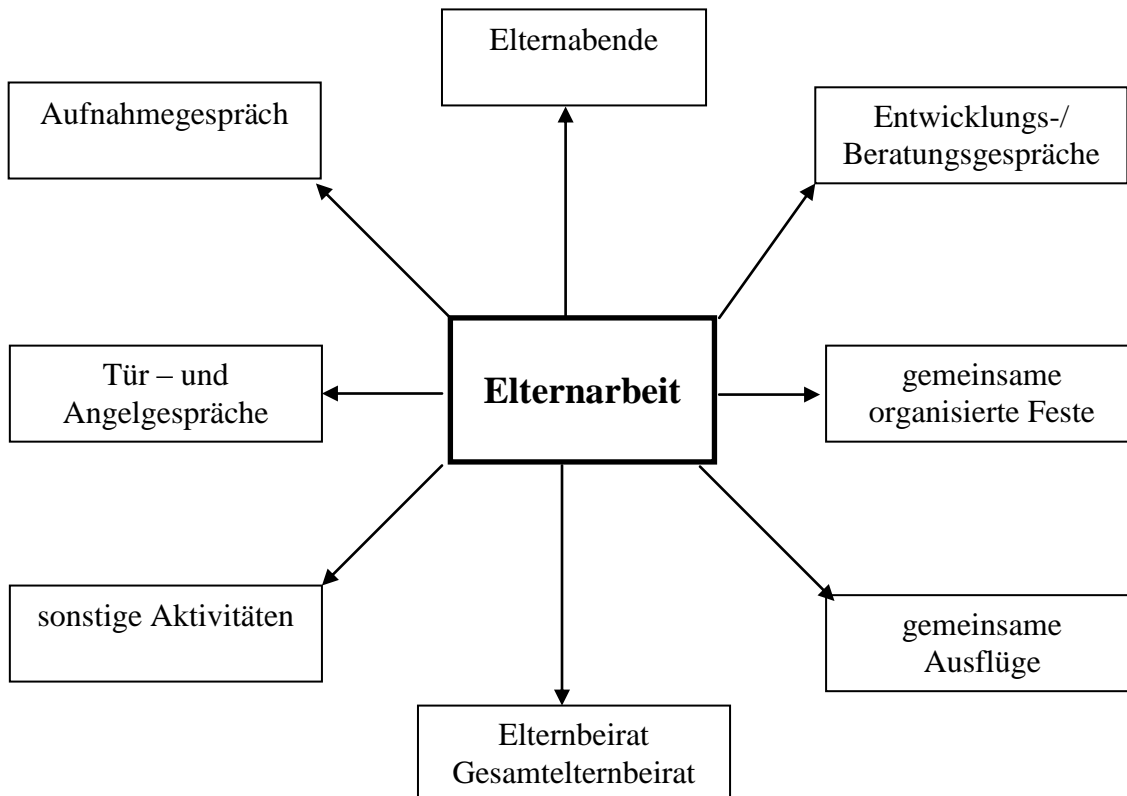 Elternabende
Aufnahmegespräch
Entwicklungs-/
Beratungsgespräche
Tür – und
Angelgespräche
Elternarbeit
gemeinsame
organisierte Feste
sonstige Aktivitäten
gemeinsame
Ausflüge
Elternbeirat
Gesamtelternbeirat